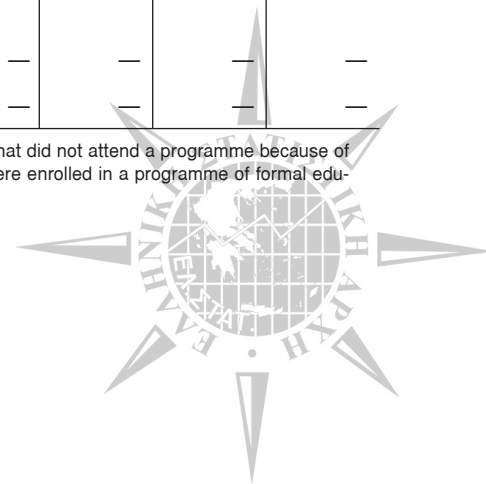 — — — —
— — — —
hat did not attend a programme because of
ere enrolled in a programme of formal edu-
ΕΛΛΗΝΙΚΗ ΣΤΑΤΙΣΤΙΚΗ ΑΡΧΗ
ΕΛΣΤΑΤ